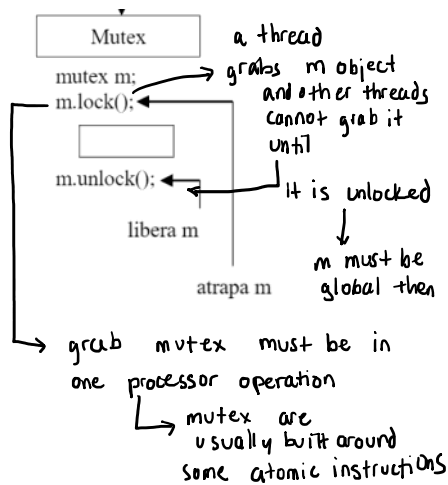 Mutex
mutex m;
m.lock();
m.unlock();
libera m
atrapa m
a thread
grabs m object
and other threads
cannot grab it
until
it is unlocked
m must be
global then
grab mutex must be in
one processor operation
mutex are
usually built around
some atomic instructions